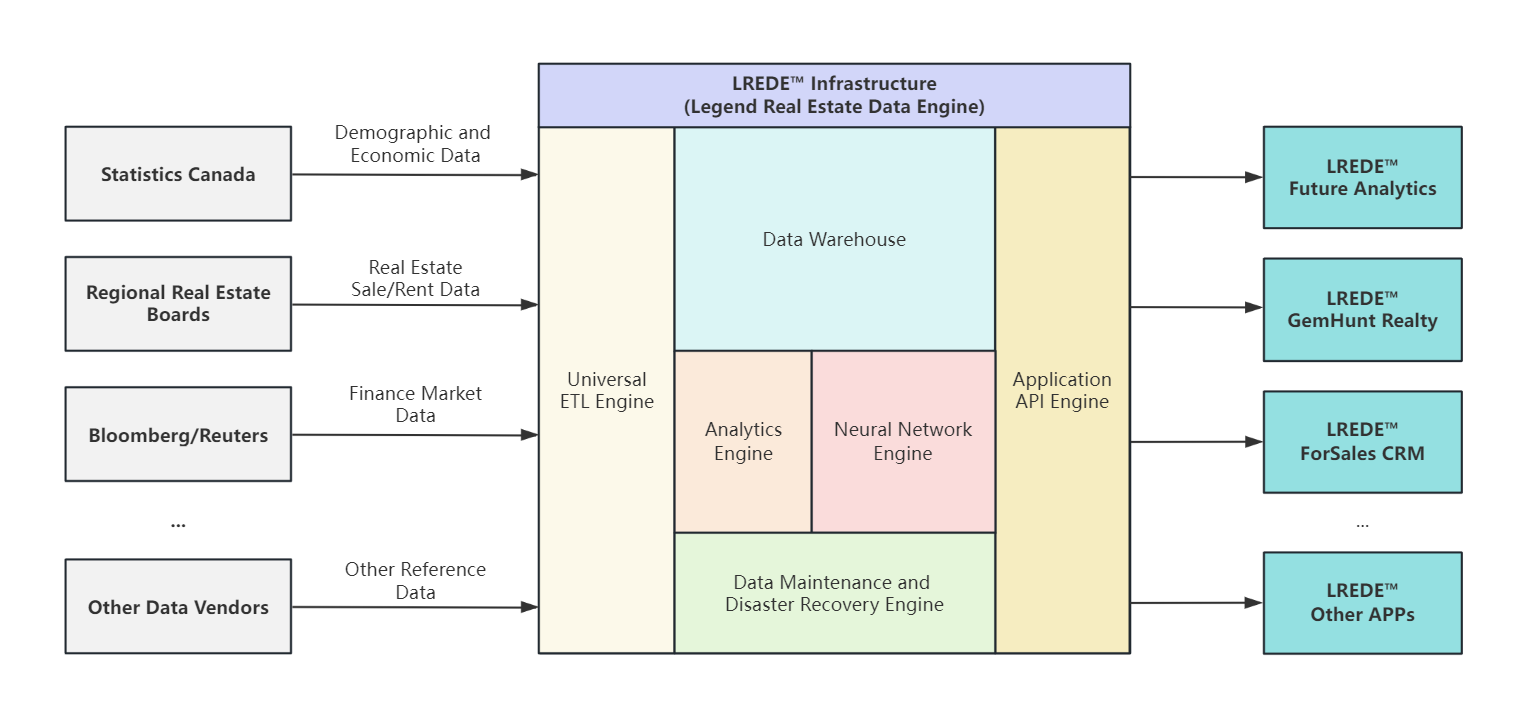 LREDE™ Infrastructure
(Legend Real Estate Data Engine)
Statistics Canada
Demographic and
Economic Data
Regional Real Estate
Boards
Real Estate
Sale/Rent Data
Bloomberg/Reuters
Finance Market
Data
...
Other Data Vendors
Other Reference
Data
Universal
ETL Engine
Data Warehouse
Analytics
Engine
Neural Network
Engine
Data Maintenance and
Disaster Recovery Engine
Application
API Engine
LREDE™
Future Analytics
LREDE™
GemHunt Realty
LREDE™
ForSales CRM
...
LREDE™
Other APPs